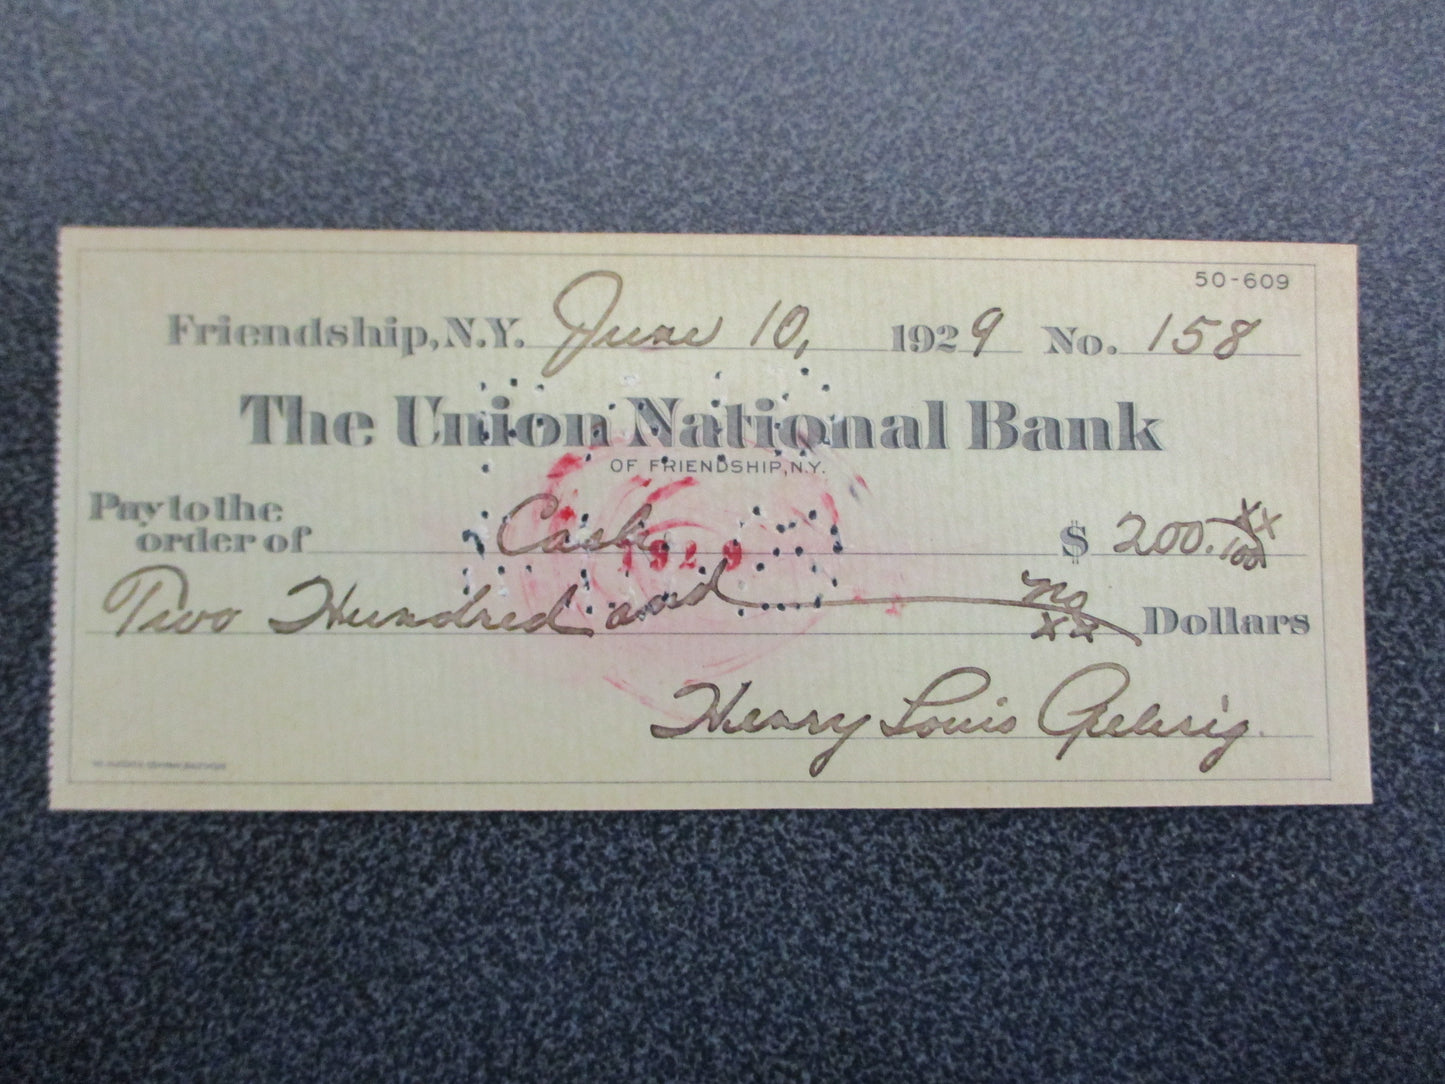 50-609
Friendship, N.Y. June 10, 1929 No. 158
The Union National Bank
OF FRIENDSHIP, N.Y.
Pay to the
order of Cash $ 200. xx/100
1929
Two Hundred and no/xx Dollars
Henry Louis Gehrig